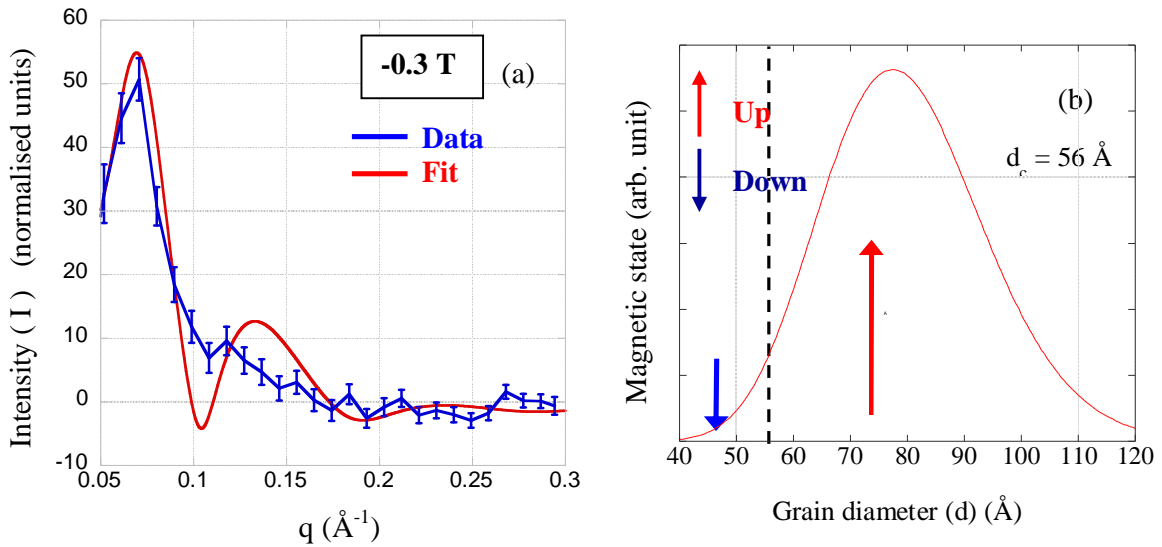 60
50
40
30
20
10
0
-10
0.05
0.1
0.15
0.2
0.25
0.3
Intensity ( I ) (normalised units)
q (Å-1)
-0.3 T
(a)
Data
Fit
Magnetic state (arb. unit)
Up
Down
(b)
dc = 56 Å
A
40 50 60 70 80 90 100 110 120
Grain diameter (d) (Å)